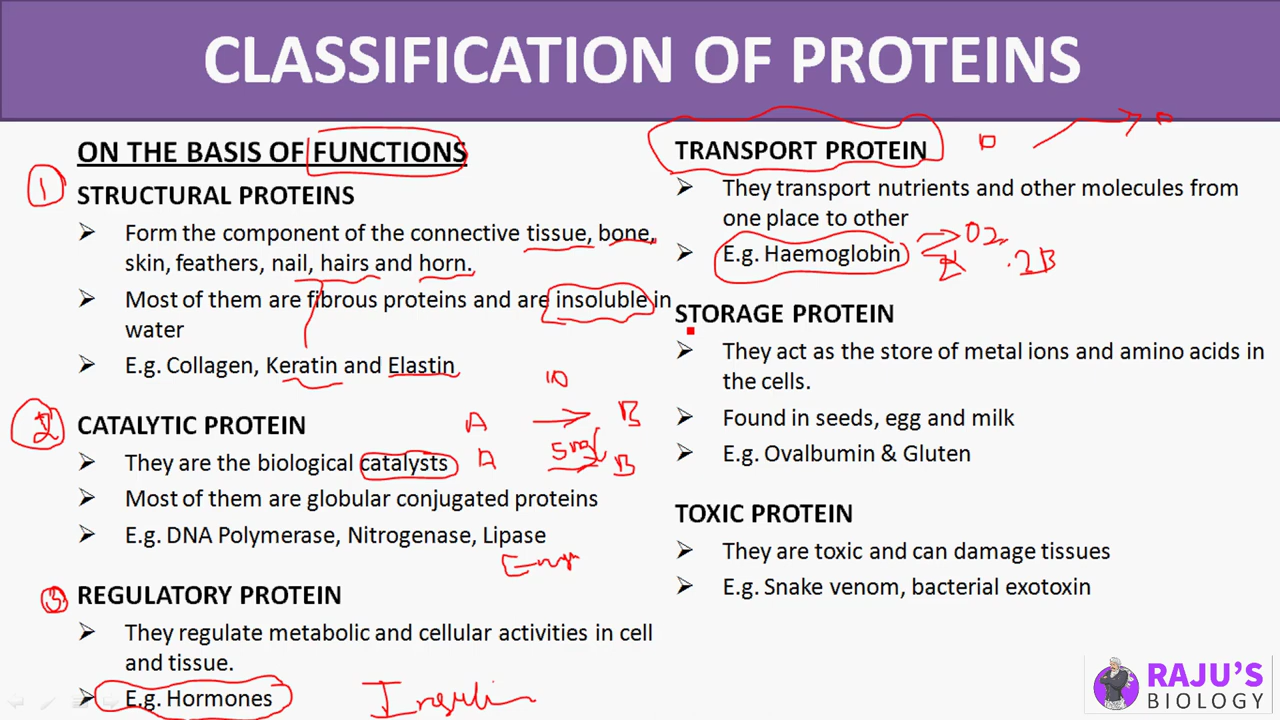 CLASSIFICATION OF PROTEINS
ON THE BASIS OF FUNCTIONS
1
STRUCTURAL PROTEINS
Form the component of the connective tissue, bone,
skin, feathers, nail, hairs and horn.
Most of them are fibrous proteins and are insoluble in
water
E.g. Collagen, Keratin and Elastin
10
A → B
2
CATALYTIC PROTEIN
They are the biological catalysts
A B
Most of them are globular conjugated proteins
E.g. DNA Polymerase, Nitrogenase, Lipase
3
REGULATORY PROTEIN
They regulate metabolic and cellular activities in cell
and tissue.
E.g. Hormones
Insulin
TRANSPORT PROTEIN
They transport nutrients and other molecules from
one place to other
E.g. Haemoglobin
O2
STORAGE PROTEIN
They act as the store of metal ions and amino acids in
the cells.
Found in seeds, egg and milk
E.g. Ovalbumin & Gluten
TOXIC PROTEIN
They are toxic and can damage tissues
E.g. Snake venom, bacterial exotoxin
RAJU'S
BIOLOGY